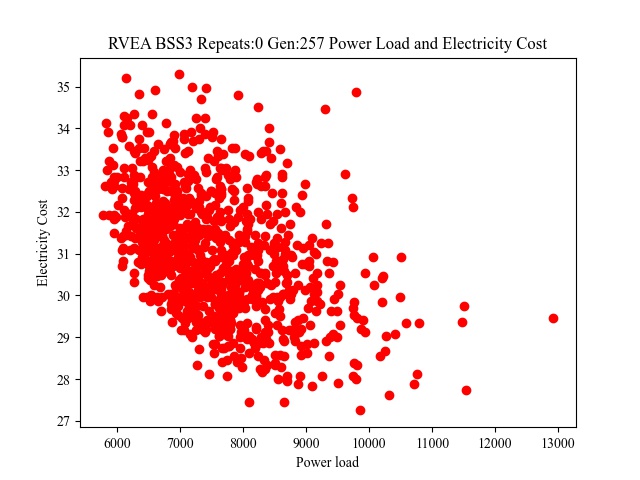 RVEA BSS3 Repeats:0 Gen:257 Power Load and Electricity Cost
35
34
33
32
31
30
29
28
27
Electricity Cost
6000 7000 8000 9000 10000 11000 12000 13000
Power load